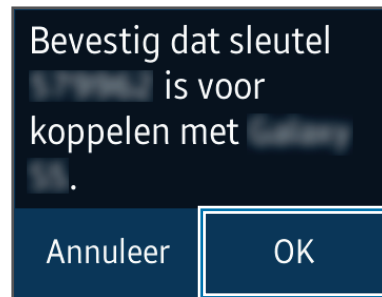 Bevestig dat sleutel
is voor
koppelen met
.
Annuleer OK